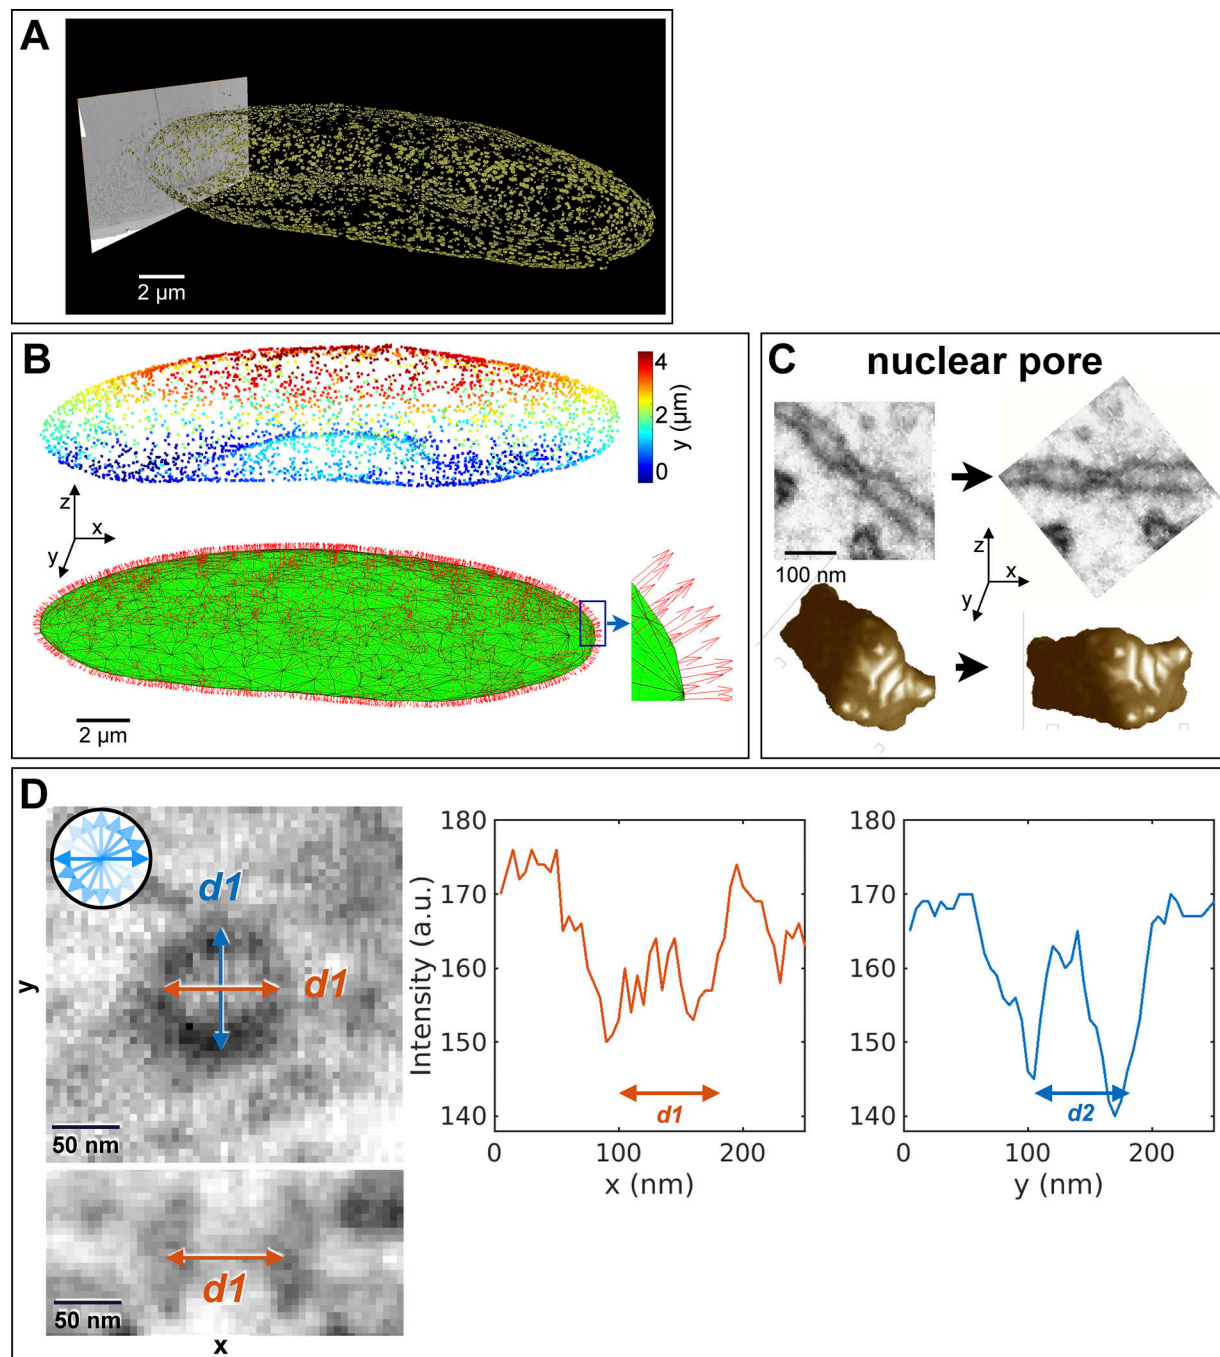 A
2 µm
B
4
2
0
y (µm)
z
x
y
2 µm
C
nuclear pore
100 nm
z
x
y
D
d1
d1
y
50 nm
d1
50 nm
x
180
170
160
150
140
Intensity (a.u.)
d1
0
100
200
x (nm)
180
170
160
150
140
d2
0
100
200
y (nm)